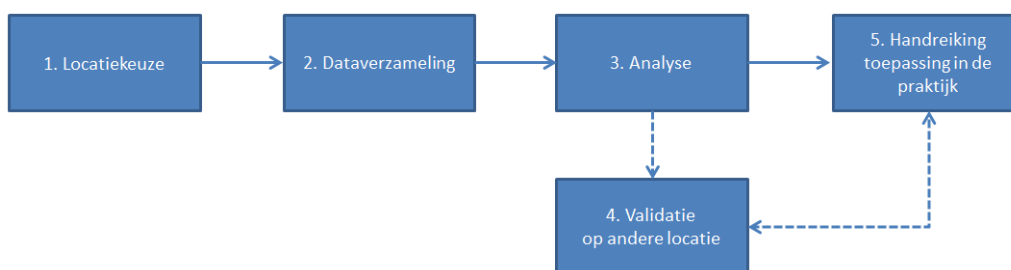 1. Locatiekeuze
2. Dataverzameling
3. Analyse
5. Handreiking
toepassing in de
praktijk
4. Validatie
op andere locatie